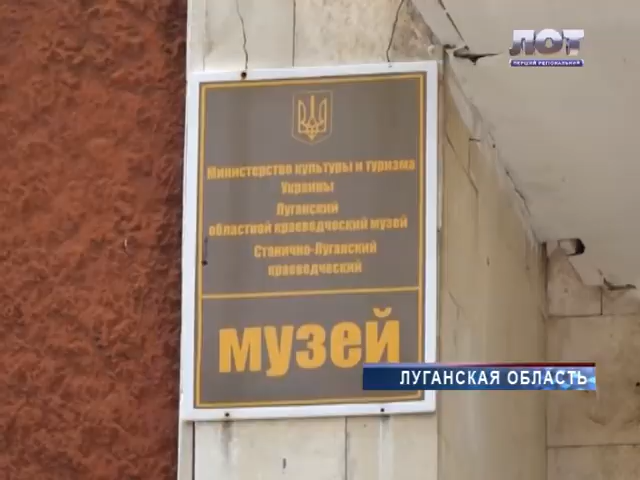 ЛОТ
ПЕРШИЙ РЕГІОНАЛЬНИЙ
Министерство культуры и туризма
Украины
Луганский
областной краеведческий музей
Станично-Луганский
краеведческий
музей
ЛУГАНСКАЯ ОБЛАСТЬ